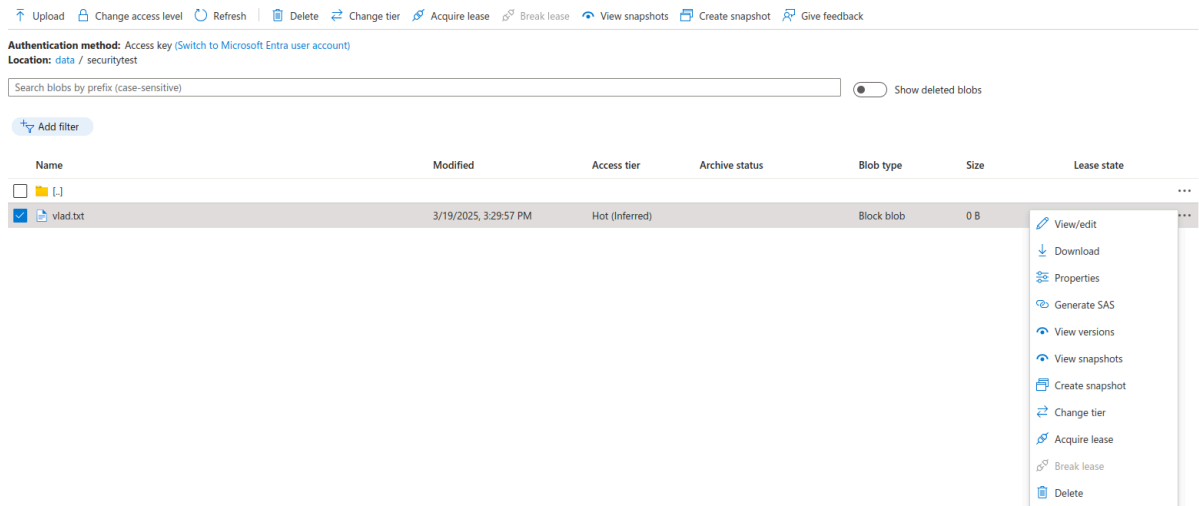 Upload Change access level Refresh Delete Change tier Acquire lease Break lease View snapshots Create snapshot Give feedback
Authentication method: Access key (Switch to Microsoft Entra user account)
Location: data / securitytest
Search blobs by prefix (case-sensitive)
Show deleted blobs
Add filter
Name Modified Access tier Archive status Blob type Size Lease state
[..] ...
vlad.txt 3/19/2025, 3:29:57 PM Hot (Inferred) Block blob 0 B ...
View/edit
Download
Properties
Generate SAS
View versions
View snapshots
Create snapshot
Change tier
Acquire lease
Break lease
Delete